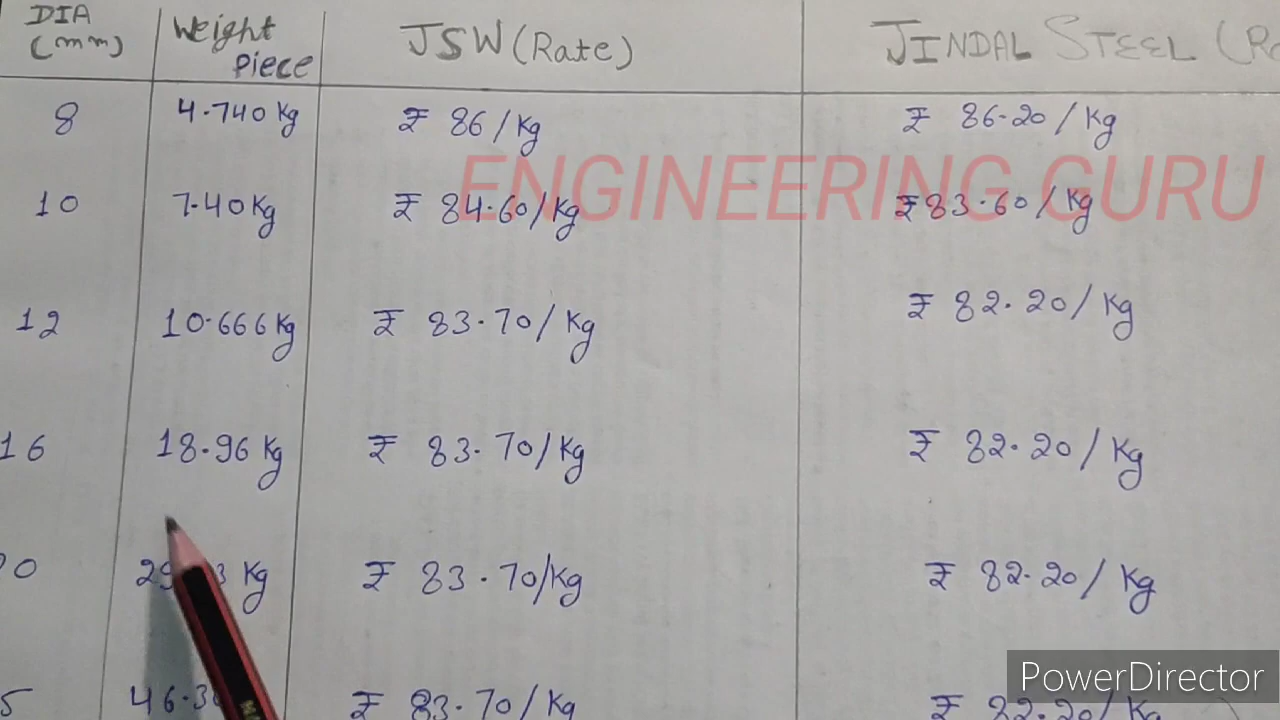 DIA (mm) Weight piece JSW (Rate) JINDAL STEEL
8 4.740 Kg ₹ 86/Kg ₹ 86.20/Kg
ENGINEERING GURU
10 7.40 Kg ₹ 84.60/Kg ₹ 83.60/Kg
12 10.666 Kg ₹ 83.70/Kg ₹ 82.20/Kg
16 18.96 Kg ₹ 83.70/Kg ₹ 82.20/Kg
Kg ₹ 83.70/Kg ₹ 82.20/Kg
₹ 83.70/Kg ₹ 82.20/Kg
PowerDirector